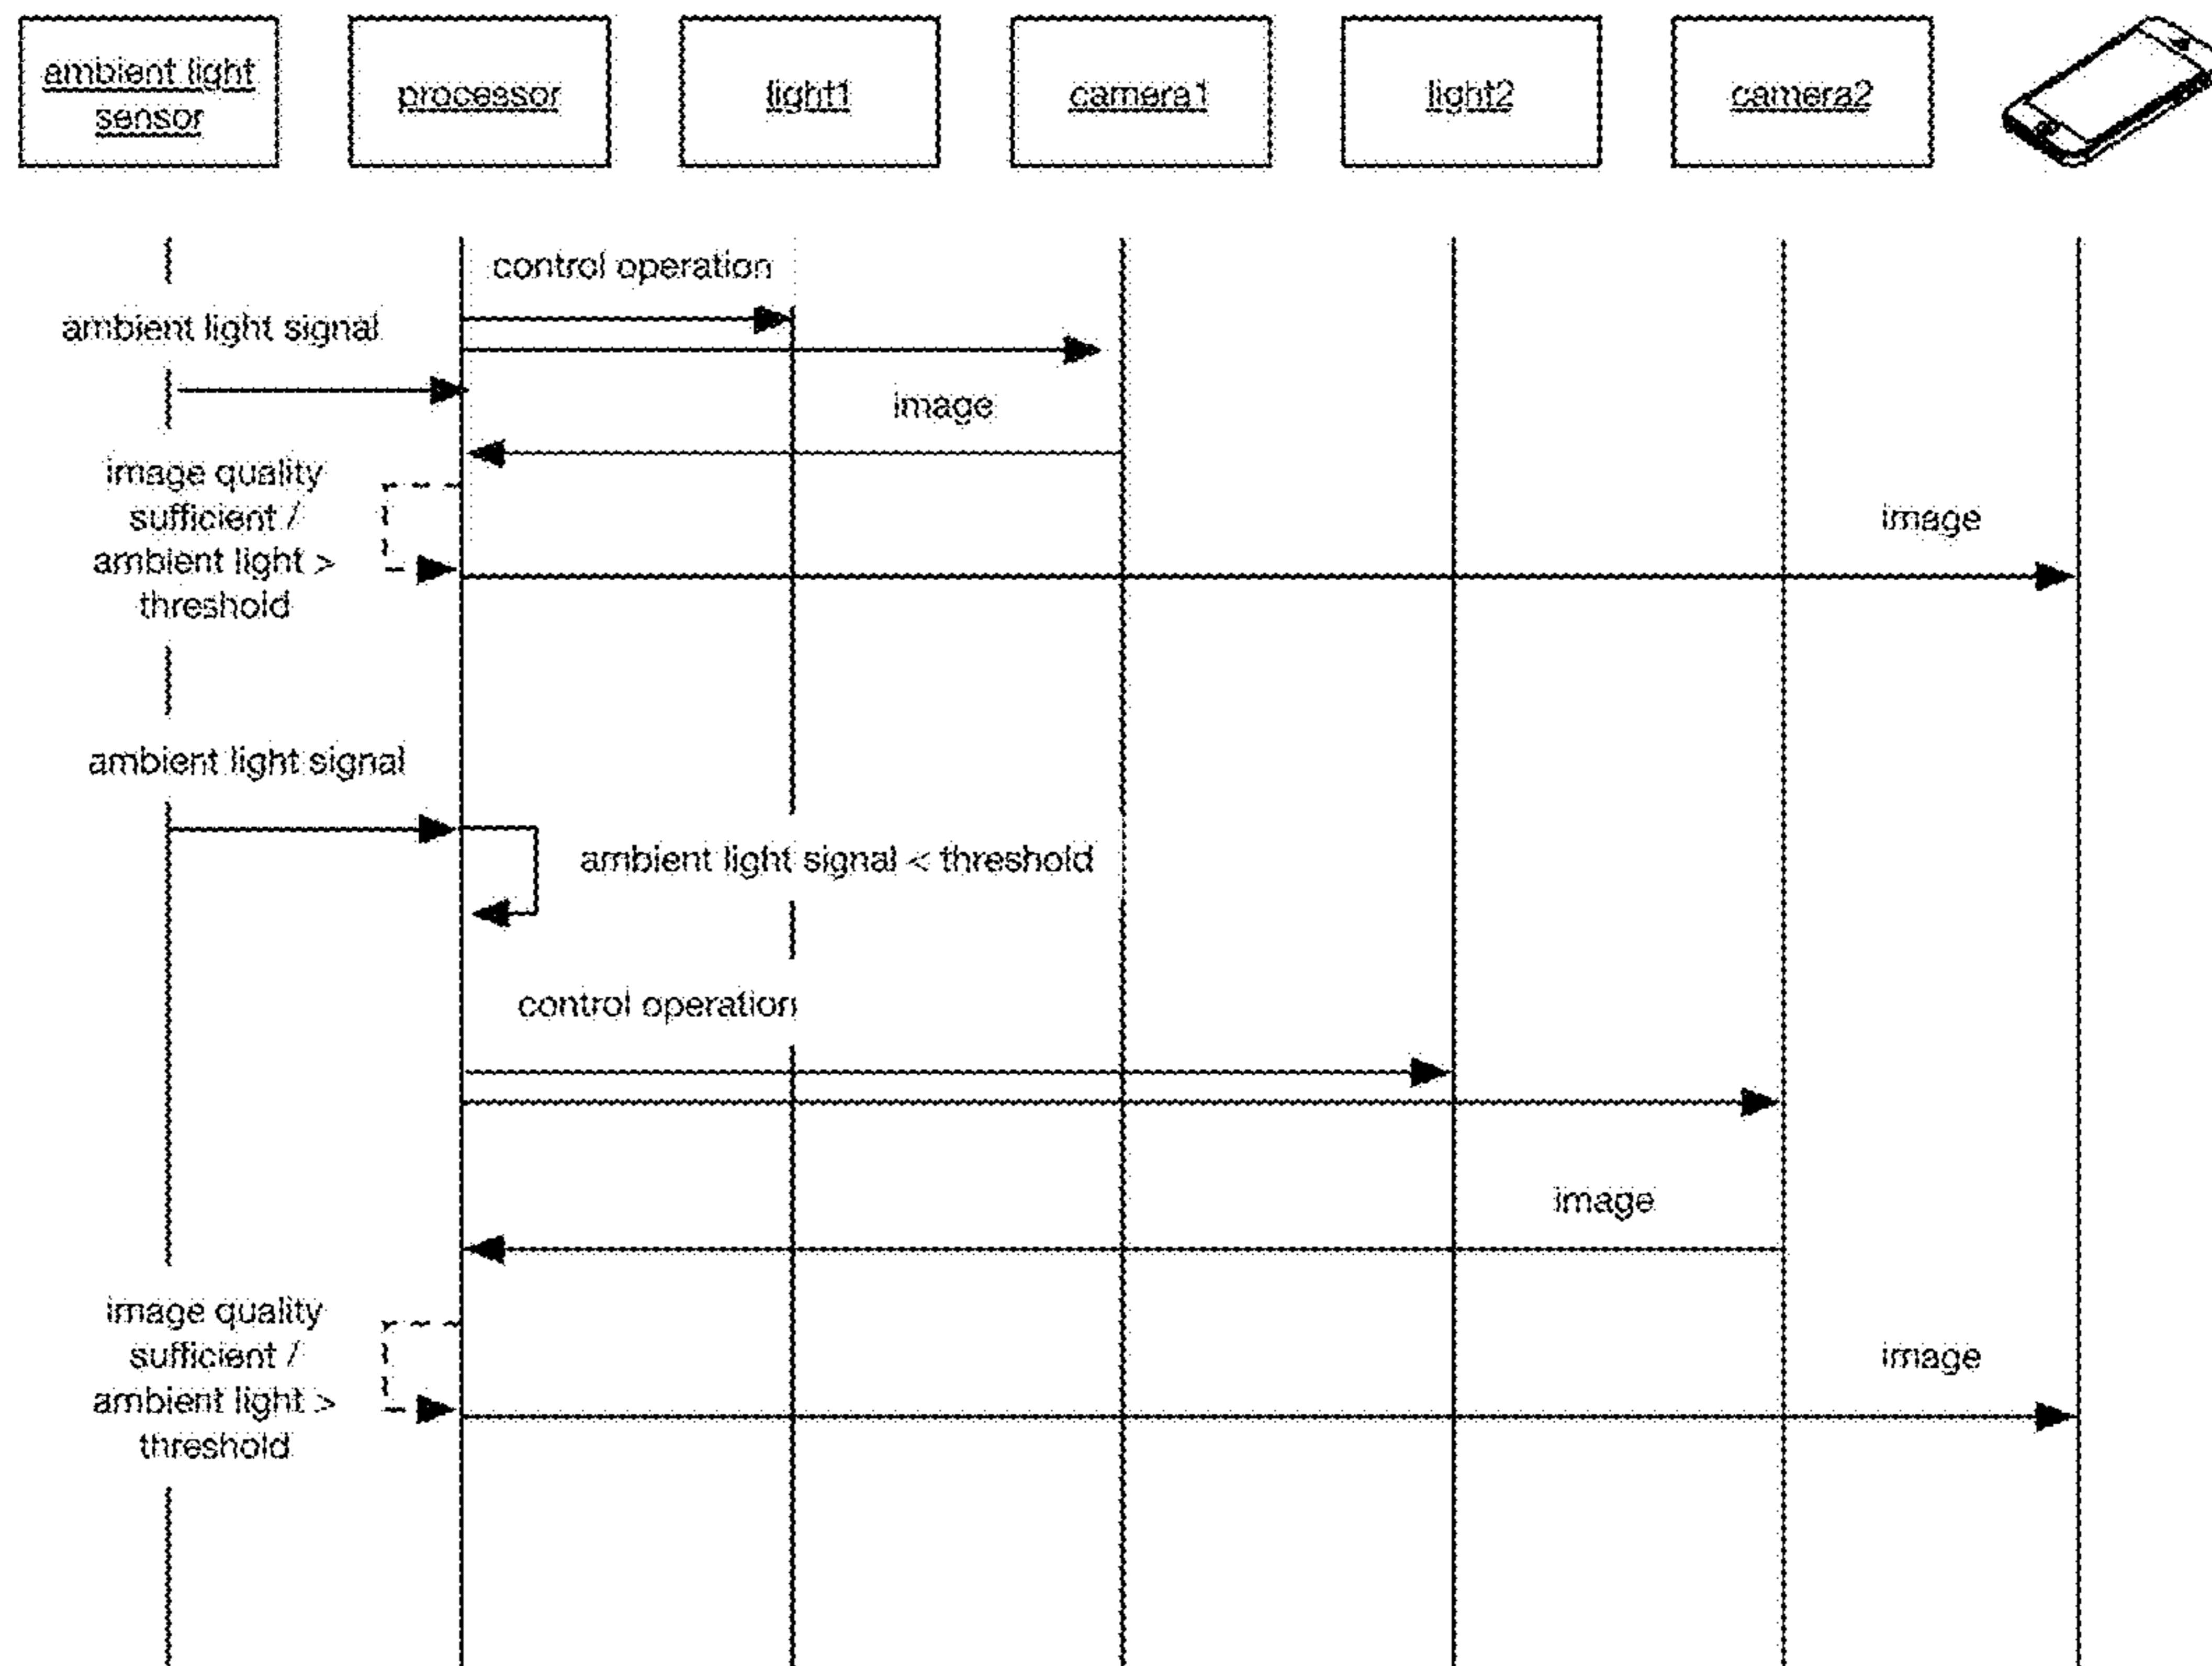 ambient light
sensor
processor
light1
camera1
light2
camera2
control operation
ambient light signal
image
image quality
sufficient /
ambient light >
threshold
image
ambient light signal
ambient light signal < threshold
control operation
image
image quality
sufficient /
ambient light >
threshold
image